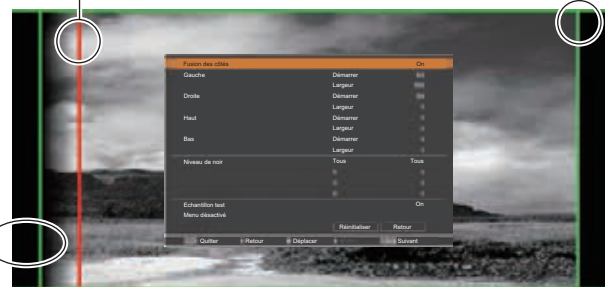 Fusion des côtés On
Gauche Démarrer
Largeur
Droite Démarrer
Largeur
Haut Démarrer
Largeur
Bas Démarrer
Largeur
Niveau de noir Tous Tous
Echantillon test On
Menu désactivé
Réinitialiser Retour
Quitter Retour Déplacer Suivant